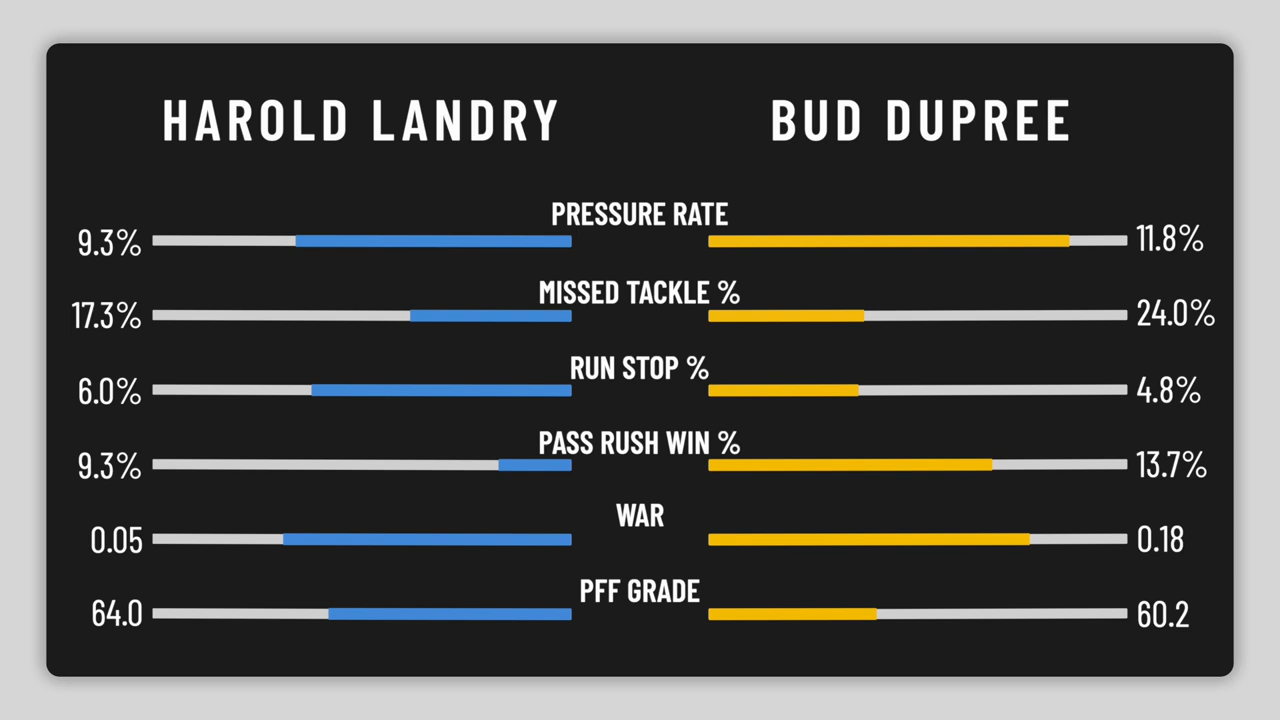 HAROLD LANDRY
BUD DUPREE
PRESSURE RATE
9.3%
11.8%
MISSED TACKLE %
17.3%
24.0%
RUN STOP %
6.0%
4.8%
PASS RUSH WIN %
9.3%
13.7%
WAR
0.05
0.18
PFF GRADE
64.0
60.2